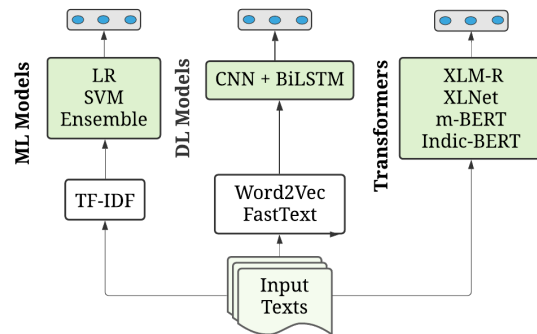 ML Models
LR
SVM
Ensemble
TF-IDF
DL Models
CNN + BiLSTM
Word2Vec
FastText
Transformers
XLM-R
XLNet
m-BERT
Indic-BERT
Input
Texts